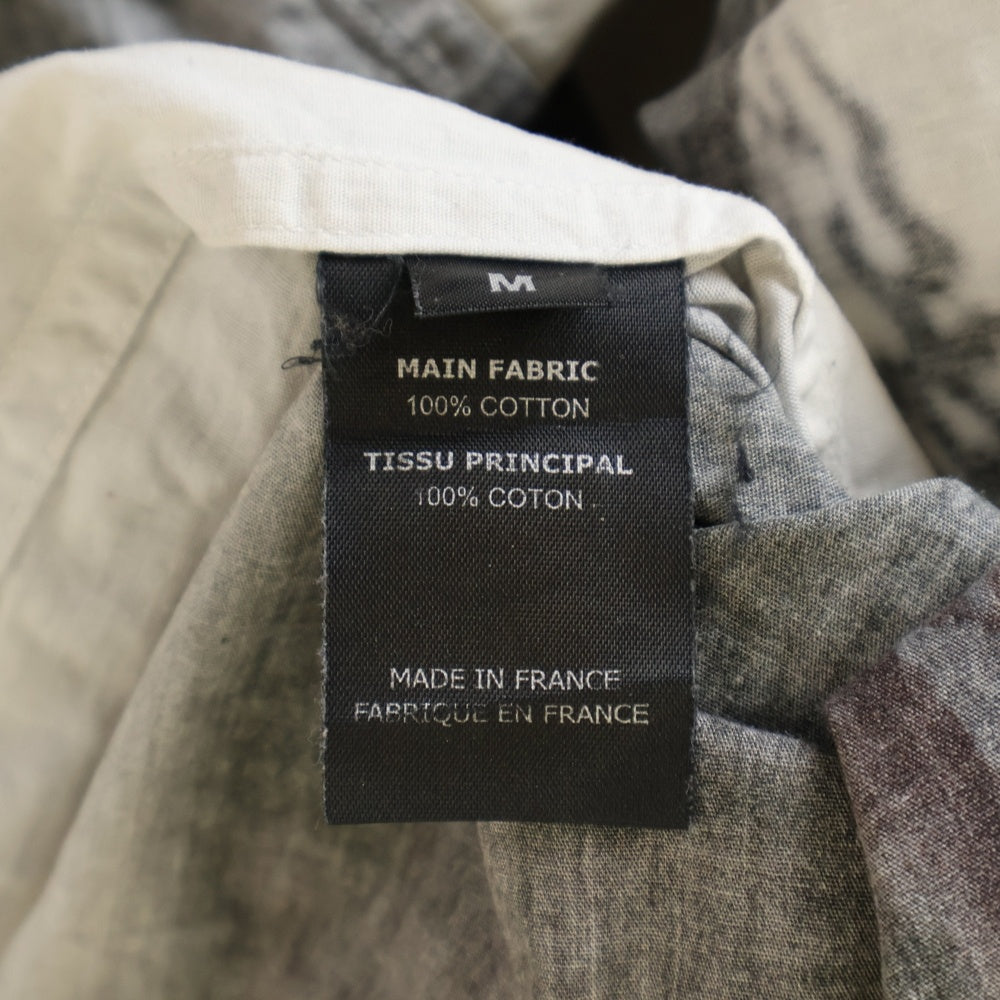 M
MAIN FABRIC
100% COTTON
TISSU PRINCIPAL
100% COTON
MADE IN FRANCE
FABRIQUE EN FRANCE